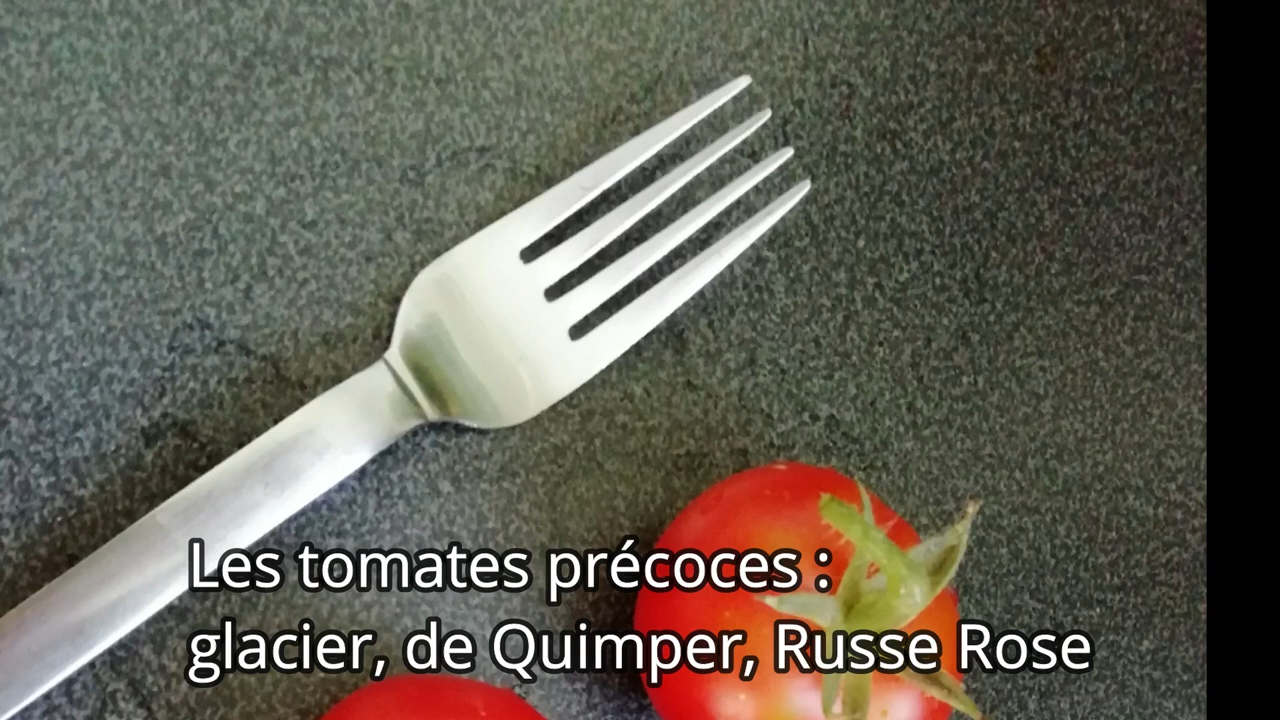 Les tomates précoces :
glacier, de Quimper, Russe Rose